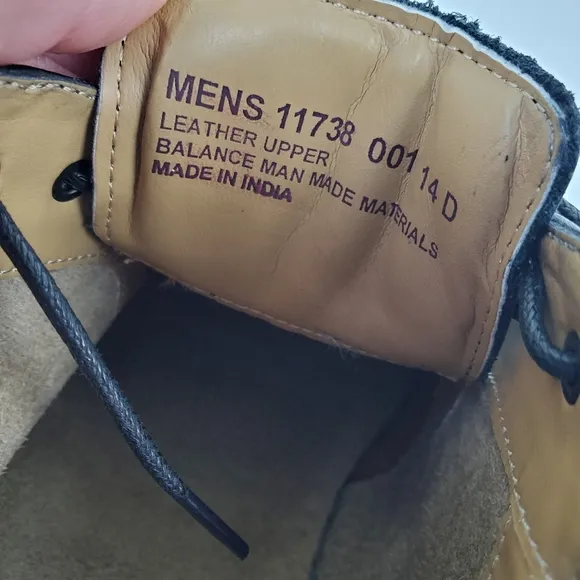 MENS 11738 001 14 D
LEATHER UPPER
BALANCE MAN MADE MATERIALS
MADE IN INDIA